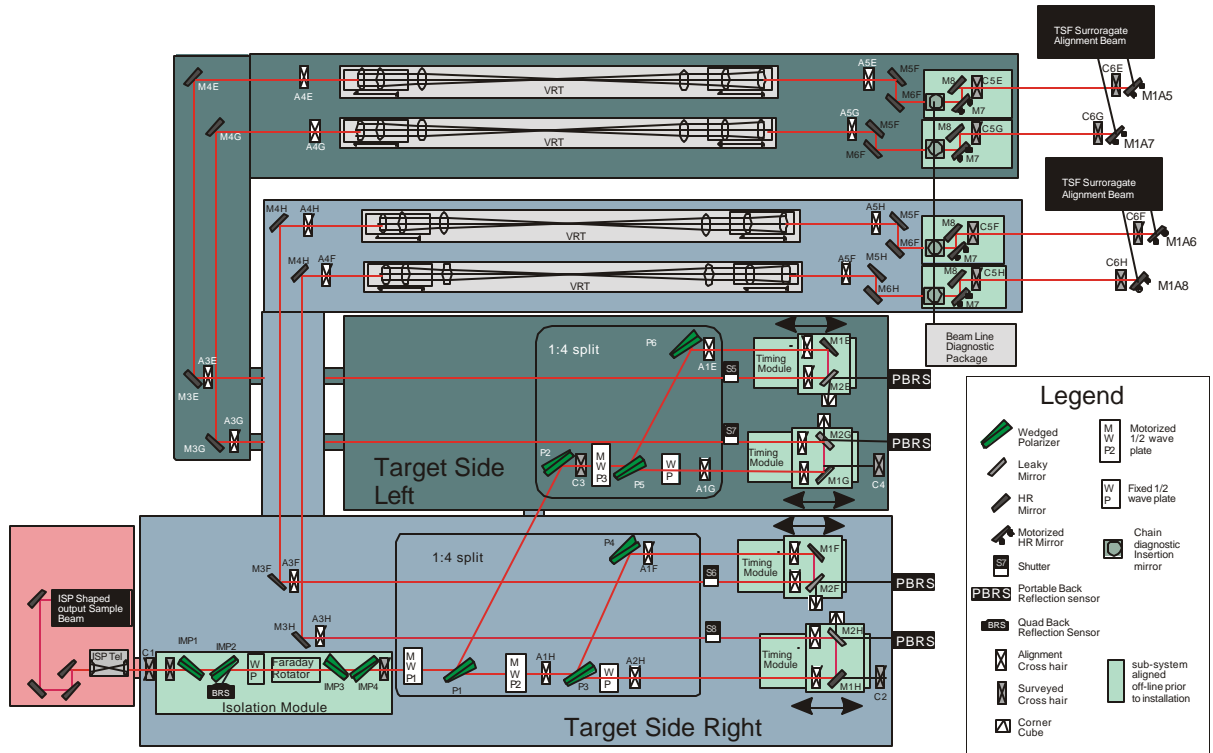 TSF Surroragate
Alignment Beam
M4E
A4E
VRT
A5E
M5F
M6F
M8
C5E
M7
C6E
M1A5
M4G
A4G
VRT
A5G
M5F
M6F
M8
C5G
M7
C6G
M1A7
TSF Surroragate
Alignment Beam
M4H
A4H
VRT
A5H
M5F
M6F
M8
C5F
M7
C6F
M1A6
M4H
A4F
VRT
A5F
M5H
M6H
M8
C5H
M7
C6H
M1A8
Beam Line
Diagnostic
Package
1:4 split
P6
A1E
S5
Timing
Module
M1E
M2E
PBRS
A3E
M3E
A3G
M3G
S7
Timing
Module
M2G
M1G
PBRS
C4
Target Side
Left
P2
C3
M
W
P3
P5
W
P
A1G
1:4 split
P4
A1F
S6
Timing
Module
M1F
M2F
PBRS
A3F
M3F
M3H
A3H
S8
Timing
Module
M2H
M1H
PBRS
C2
ISP Shaped
output Sample
Beam
ISP Tel
C1
IMP1
IMP2
BRS
W
P
Faraday
Rotator
IMP3
IMP4
Isolation Module
M
W
P1
P1
M
W
P2
A1H
P3
W
P
A2H
Target Side Right
Legend
Wedged
Polarizer
Leaky
Mirror
HR
Mirror
Motorized
HR Mirror
S7
Shutter
PBRS
Portable Back
Reflection sensor
BRS
Quad Back
Reflection Sensor
Alignment
Cross hair
Surveyed
Cross hair
Corner
Cube
M
W
P2
Motorized
1/2 wave
plate
W
P
Fixed 1/2
wave plate
Chain
diagnostic
Insertion
mirror
sub-system
aligned
off-line prior
to installation